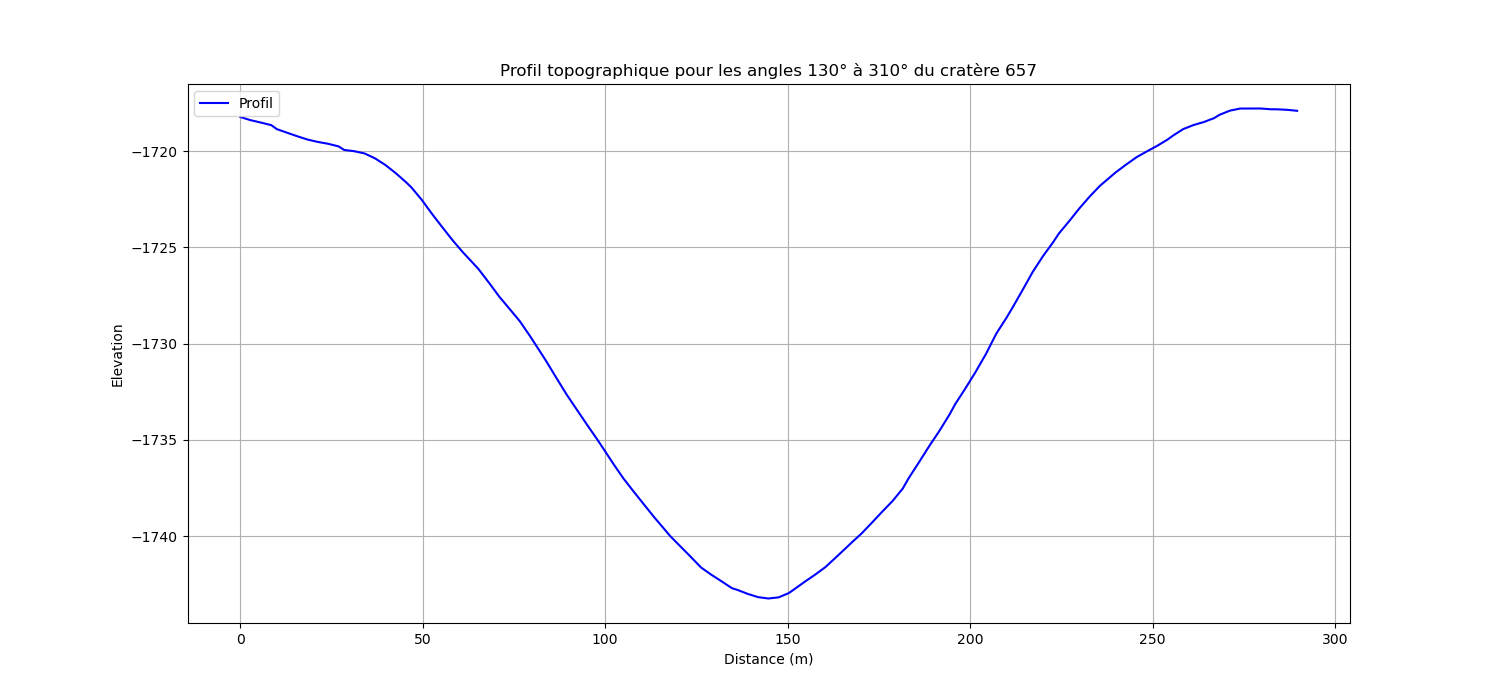 Profil topographique pour les angles 130° à 310° du cratère 657
Profil
−1720
−1725
−1730
−1735
−1740
Elevation
0 50 100 150 200 250 300
Distance (m)